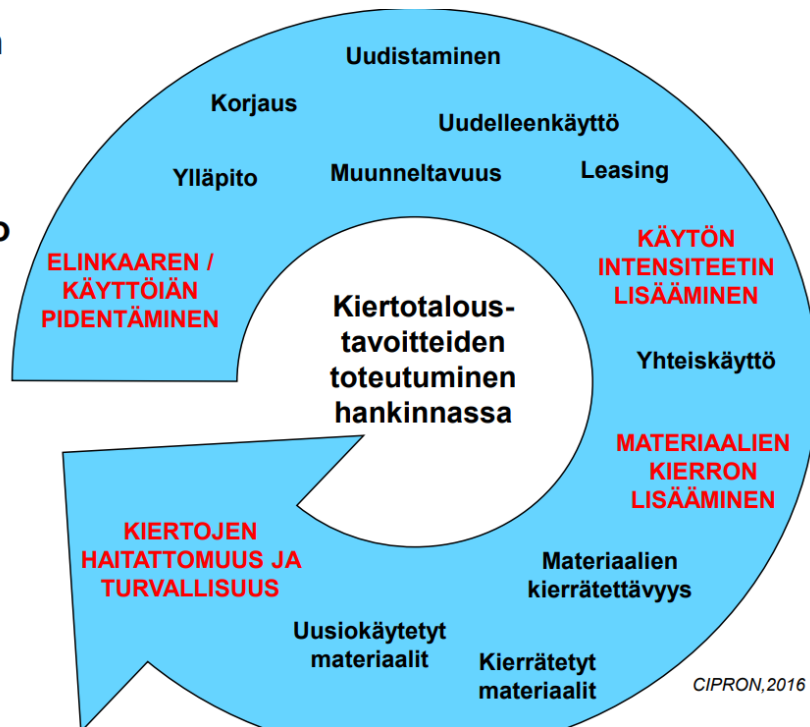 Uudistaminen
Korjaus
Uudelleenkäyttö
Ylläpito
Muunneltavuus
Leasing
ELINKAAREN /
KÄYTTÖIÄN
PIDENTÄMINEN
KÄYTÖN
INTENSITEETIN
LISÄÄMINEN
Kiertotalous-
tavoitteiden
toteutuminen
hankinnassa
Yhteiskäyttö
MATERIAALIEN
KIERRON
LISÄÄMINEN
KIERTOJEN
HAITATTOMUUS JA
TURVALLISUUS
Materiaalien
kierrätettävyys
Uusiokäytetyt
materiaalit
Kierrätetyt
materiaalit
CIPRON,2016